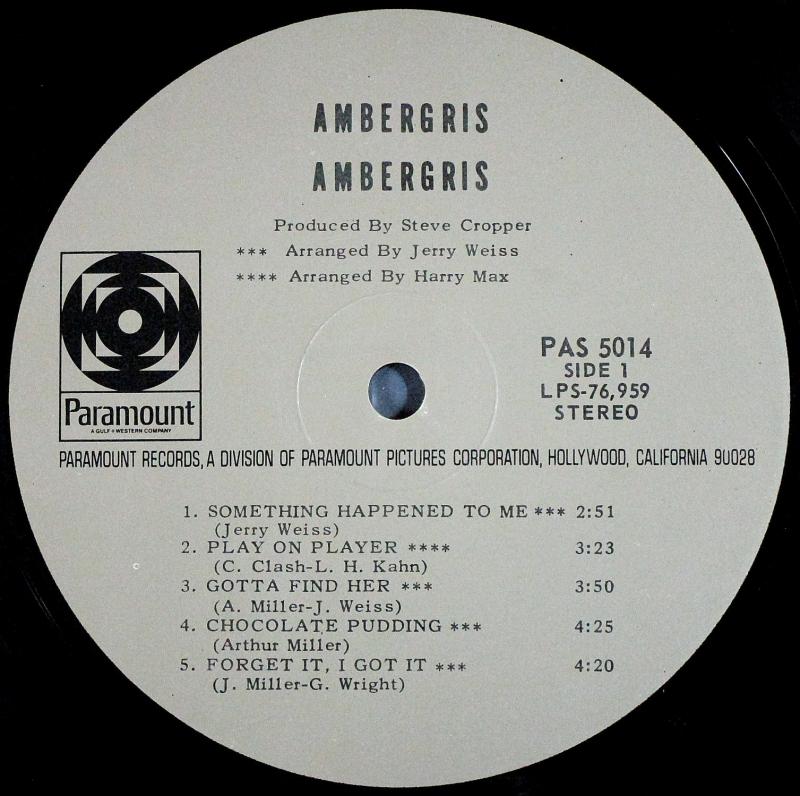 AMBERGRIS
AMBERGRIS
Produced By Steve Cropper
*** Arranged By Jerry Weiss
**** Arranged By Harry Max
Paramount
A GULF + WESTERN COMPANY
PAS 5014
SIDE 1
LPS-76,959
STEREO
PARAMOUNT RECORDS, A DIVISION OF PARAMOUNT PICTURES CORPORATION, HOLLYWOOD, CALIFORNIA 90028
1. SOMETHING HAPPENED TO ME *** 2:51
(Jerry Weiss)
2. PLAY ON PLAYER **** 3:23
(C. Clash-L. H. Kahn)
3. GOTTA FIND HER *** 3:50
(A. Miller-J. Weiss)
4. CHOCOLATE PUDDING *** 4:25
(Arthur Miller)
5. FORGET IT, I GOT IT *** 4:20
(J. Miller-G. Wright)